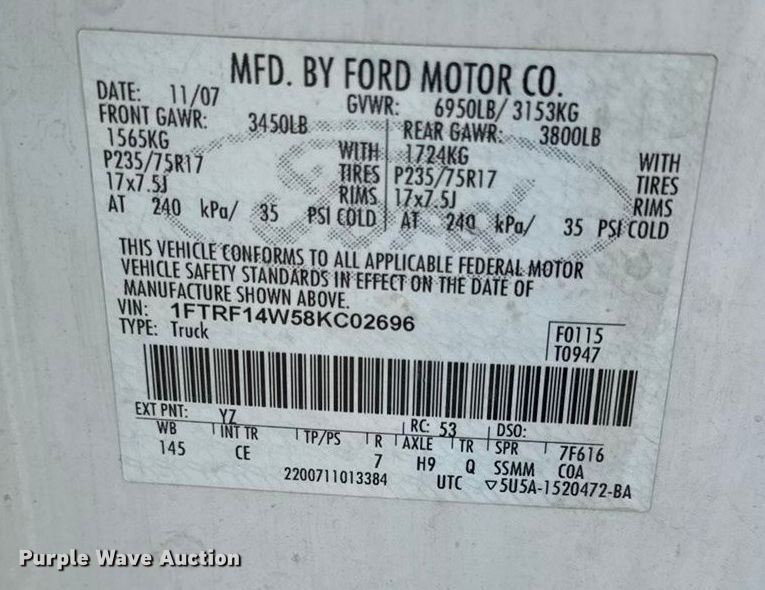 MFD. BY FORD MOTOR CO.
DATE: 11/07 GVWR: 6950LB/ 3153KG
FRONT GAWR: 3450LB REAR GAWR: 3800LB
1565KG WITH 1724KG WITH
P235/75R17 TIRES P235/75R17 TIRES
17x7.5J RIMS 17x7.5J RIMS
AT 240 kPa/ 35 PSI COLD AT 240 kPa/ 35 PSI COLD
THIS VEHICLE CONFORMS TO ALL APPLICABLE FEDERAL MOTOR
VEHICLE SAFETY STANDARDS IN EFFECT ON THE DATE OF
MANUFACTURE SHOWN ABOVE.
VIN: 1FTRF14W58KC02696 F0115
TYPE: Truck T0947
EXT PNT: YZ RC: 53 DSO:
WB INT TR TP/PS R AXLE TR SPR 7F616
145 CE 7 H9 Q SSMM COA
2200711013384 UTC ▽5U5A-1520472-BA
Purple Wave Auction